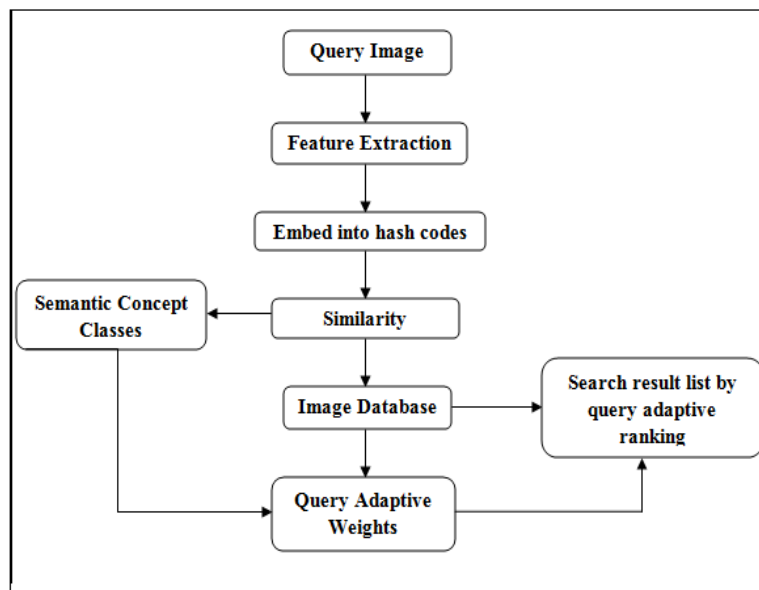 Query Image
Feature Extraction
Embed into hash codes
Semantic Concept
Classes
Similarity
Image Database
Search result list by
query adaptive
ranking
Query Adaptive
Weights